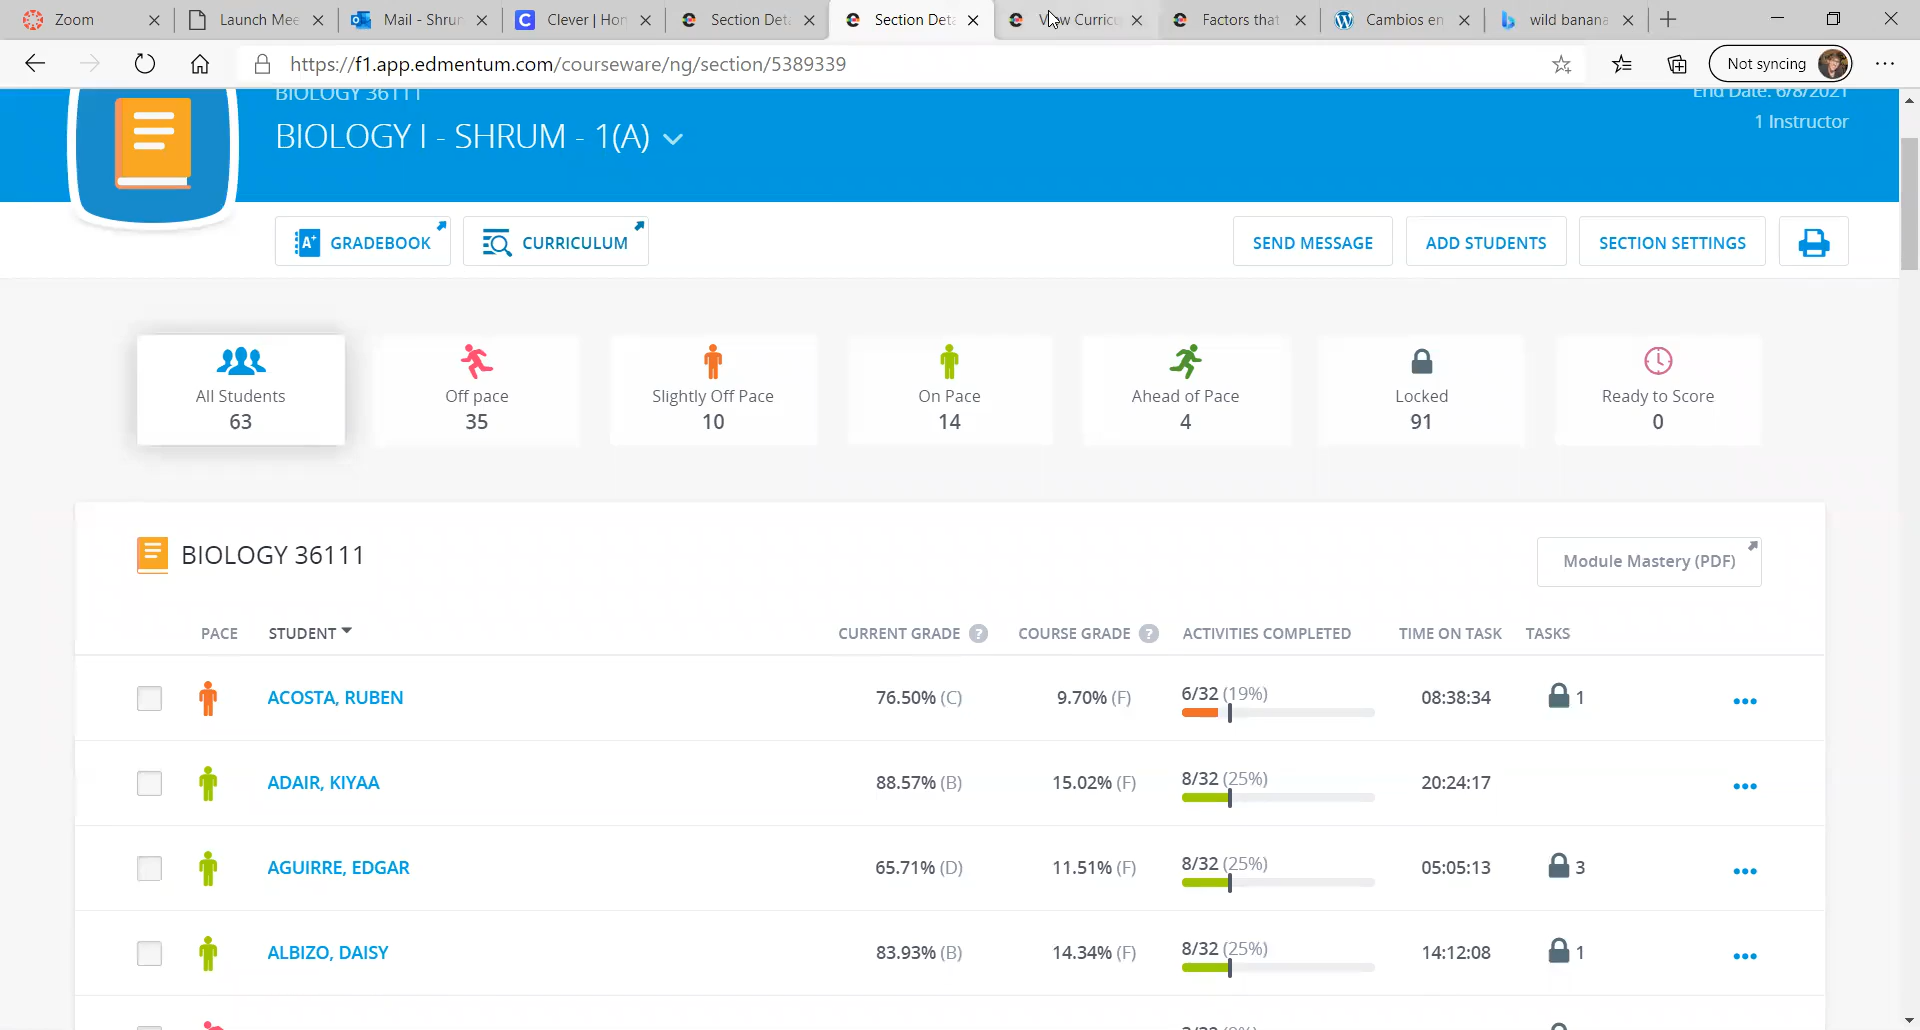 Zoom
Launch Mee
Mail - Shrum
Clever | Hon
Section Deta
Section Deta
View Curricu
Factors that
Cambios en
wild banana
https://f1.app.edmentum.com/courseware/ng/section/5389339
Not syncing
BIOLOGY 36111
End Date: 6/8/2021
BIOLOGY I - SHRUM - 1(A)
1 Instructor
GRADEBOOK
CURRICULUM
SEND MESSAGE
ADD STUDENTS
SECTION SETTINGS
All Students
63
Off pace
35
Slightly Off Pace
10
On Pace
14
Ahead of Pace
4
Locked
91
Ready to Score
0
BIOLOGY 36111
Module Mastery (PDF)
PACE STUDENT CURRENT GRADE ? COURSE GRADE ? ACTIVITIES COMPLETED TIME ON TASK TASKS
ACOSTA, RUBEN 76.50% (C) 9.70% (F) 6/32 (19%) 08:38:34 1
ADAIR, KIYAA 88.57% (B) 15.02% (F) 8/32 (25%) 20:24:17
AGUIRRE, EDGAR 65.71% (D) 11.51% (F) 8/32 (25%) 05:05:13 3
ALBIZO, DAISY 83.93% (B) 14.34% (F) 8/32 (25%) 14:12:08 1